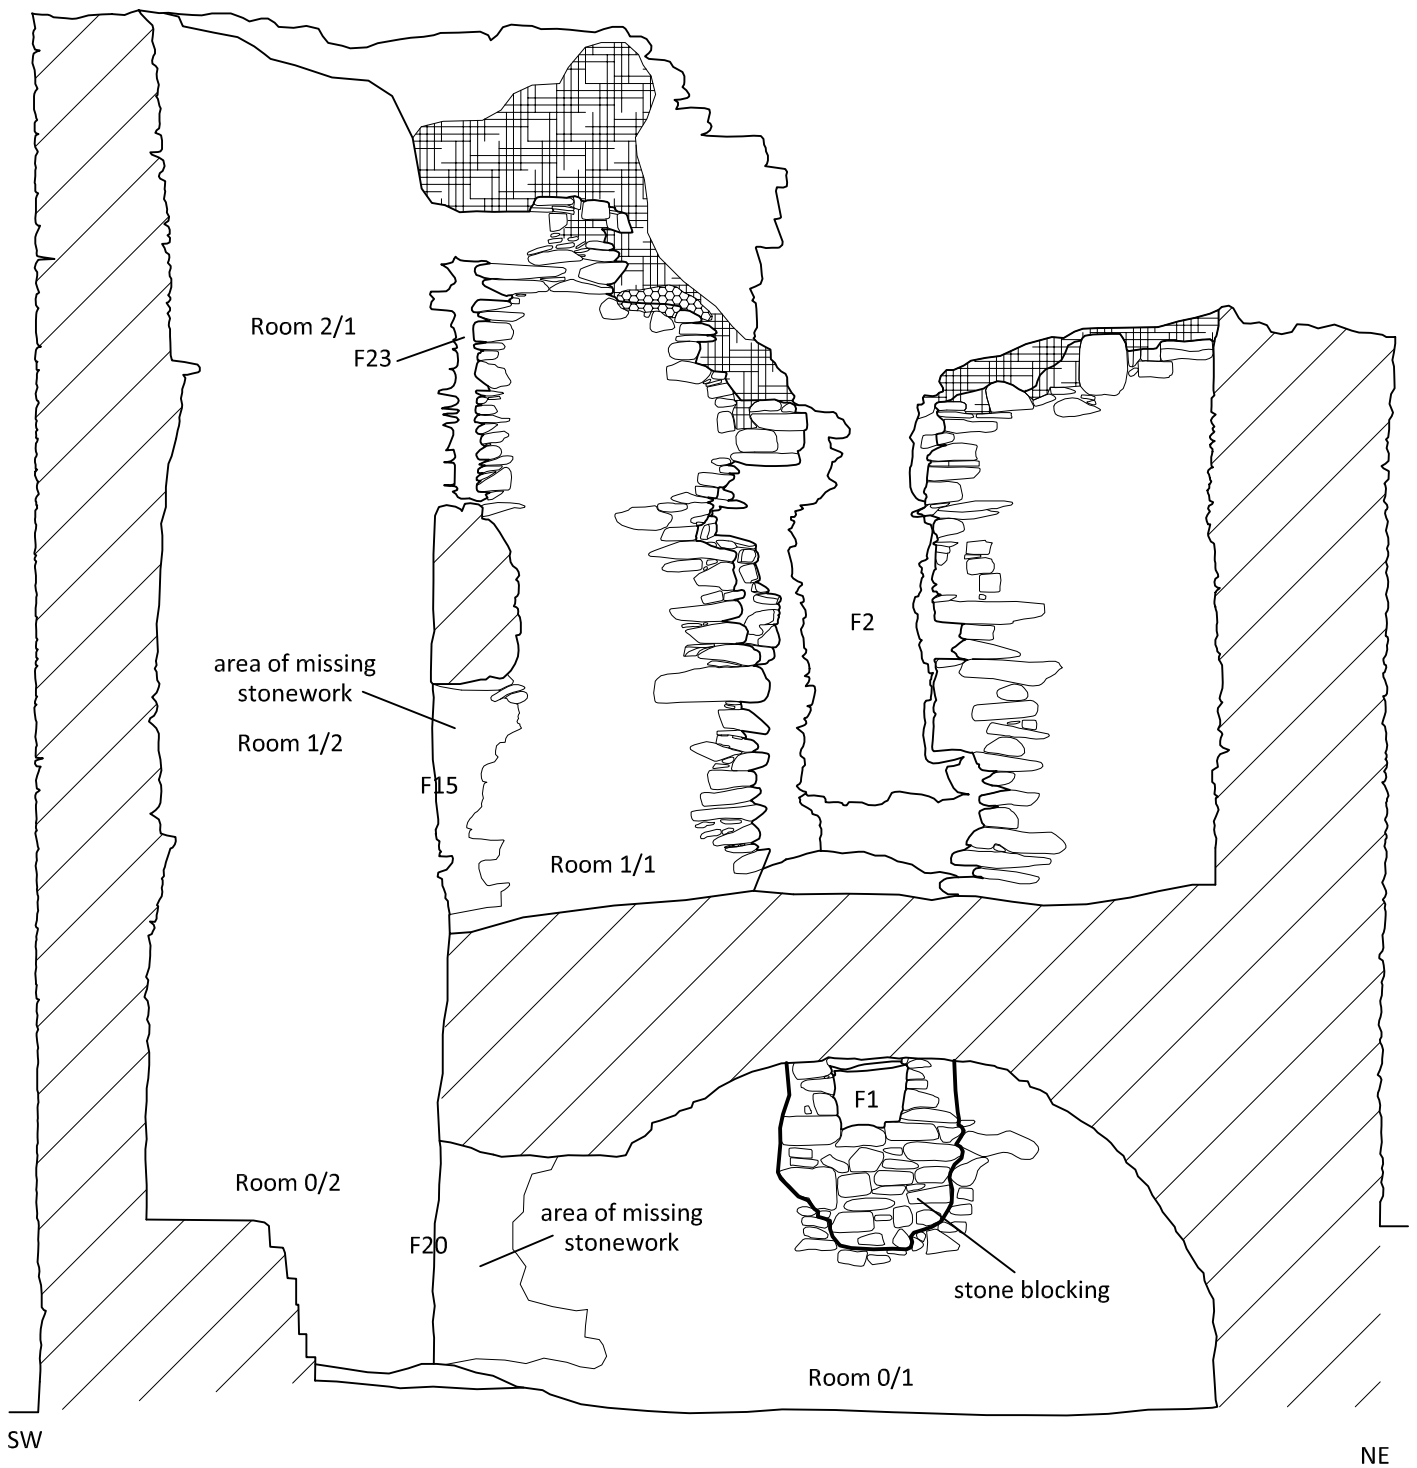 Room 2/1
F23
F2
area of missing
stonework
Room 1/2
F15
Room 1/1
F1
Room 0/2
area of missing
stonework
F20
stone blocking
Room 0/1
SW
NE